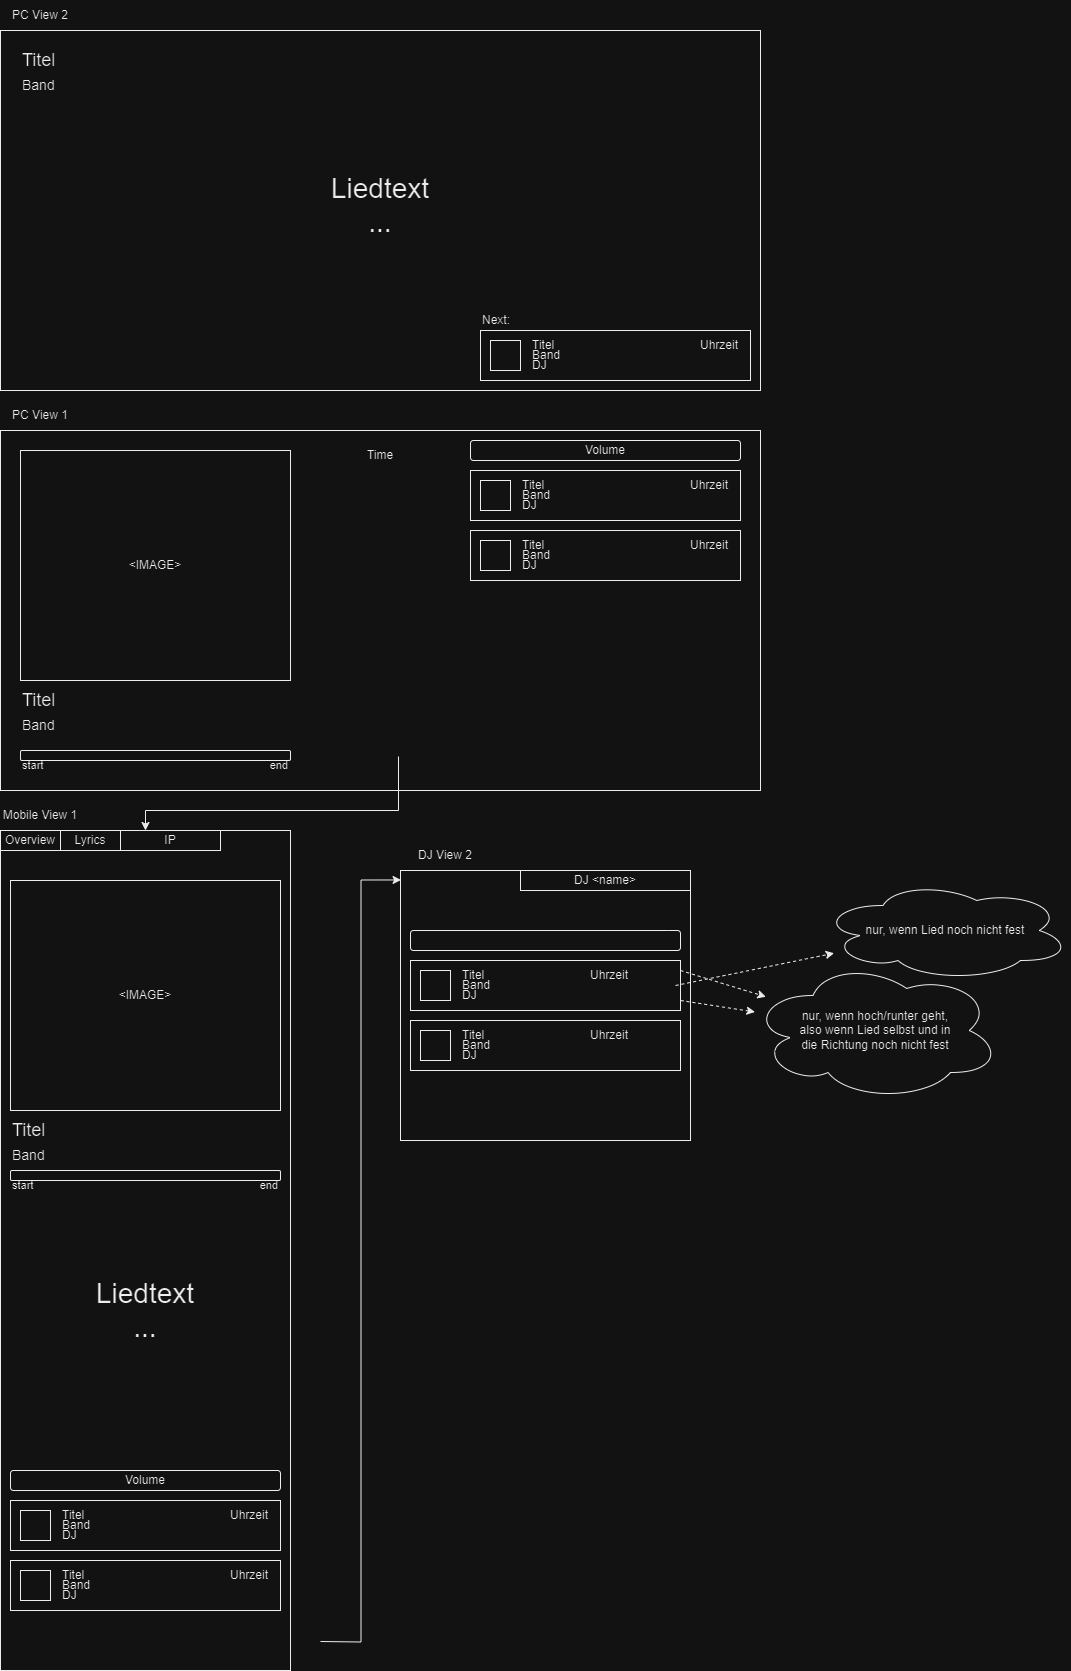 PC View 2
Titel
Band
Liedtext
...
Next:
Titel
Band
DJ
Uhrzeit
PC View 1
<IMAGE>
Titel
Band
start
end
Time
Volume
Titel
Band
DJ
Uhrzeit
Titel
Band
DJ
Uhrzeit
Mobile View 1
Overview
Lyrics
IP
<IMAGE>
Titel
Band
start
end
Liedtext
...
Volume
Titel
Band
DJ
Uhrzeit
Titel
Band
DJ
Uhrzeit
DJ View 2
DJ <name>
Titel
Band
DJ
Uhrzeit
Titel
Band
DJ
Uhrzeit
nur, wenn Lied noch nicht fest
nur, wenn hoch/runter geht,
also wenn Lied selbst und in
die Richtung noch nicht fest